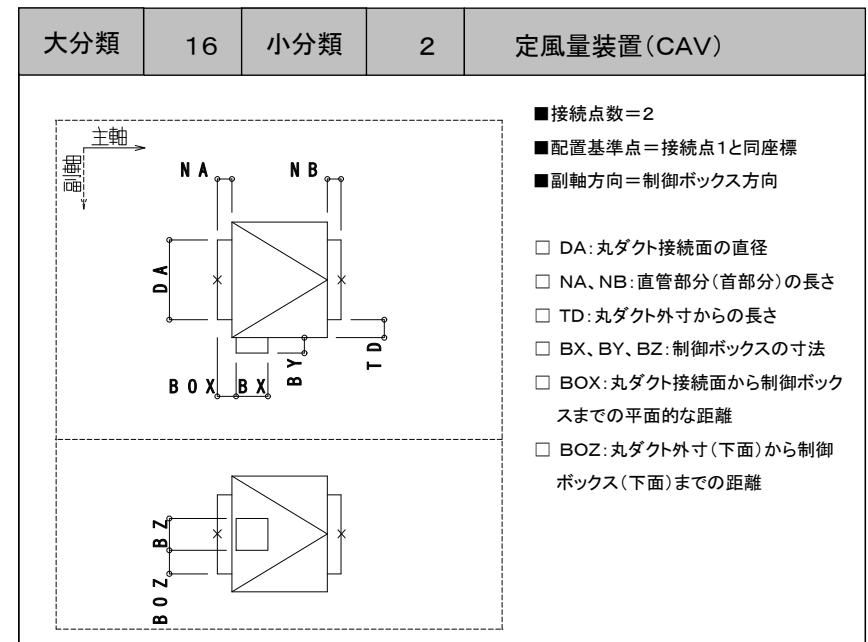 大分類 16 小分類 2 定風量装置(CAV)
主軸
副軸
NA NB
DA
TD
BY
BOX BX
BZ
BOZ
■接続点数=2
■配置基準点=接続点1と同座標
■副軸方向=制御ボックス方向
□ DA:丸ダクト接続面の直径
□ NA、NB:直管部分(首部分)の長さ
□ TD:丸ダクト外寸からの長さ
□ BX、BY、BZ:制御ボックスの寸法
□ BOX:丸ダクト接続面から制御ボック
スまでの平面的な距離
□ BOZ:丸ダクト外寸(下面)から制御
ボックス(下面)までの距離